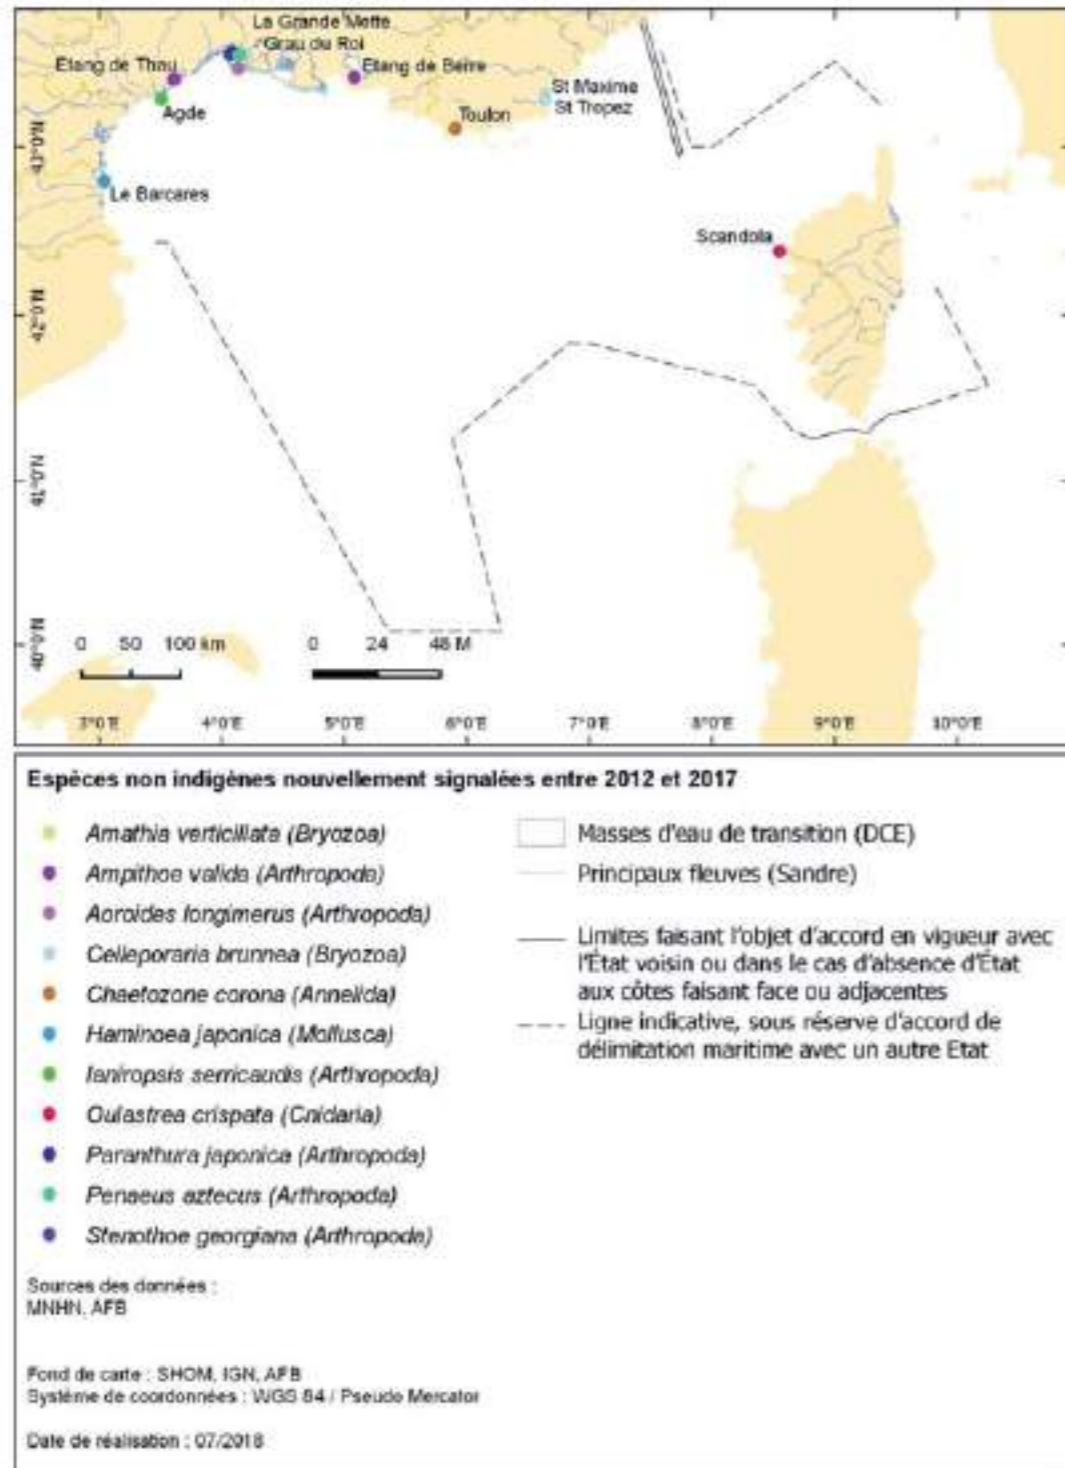 La Grande Motte
Grau du Roi
Etang de Thau
Etang de Berre
St Maxime
St Tropez
Agde
Toulon
43°0'N
Le Barcares
Scandola
42°0'N
41°0'N
40°0'N
0 50 100 km
0 24 48 M
3°0'E 4°0'E 5°0'E 6°0'E 7°0'E 8°0'E 9°0'E 10°0'E
Espèces non indigènes nouvellement signalées entre 2012 et 2017
Amathia verticillata (Bryozoa)
Ampithoe valida (Arthropoda)
Aoroides longimerus (Arthropoda)
Celleporaria brunnea (Bryozoa)
Chaetozone corona (Annelida)
Haminoea japonica (Mollusca)
Ianiropsis serricaudis (Arthropoda)
Oulastrea crispata (Cnidaria)
Paranthura japonica (Arthropoda)
Penaeus aztecus (Arthropoda)
Stenothoe georgiana (Arthropoda)
Masses d'eau de transition (DCE)
Principaux fleuves (Sandre)
Limites faisant l'objet d'accord en vigueur avec
l'État voisin ou dans le cas d'absence d'État
aux côtes faisant face ou adjacentes
Ligne indicative, sous réserve d'accord de
délimitation maritime avec un autre Etat
Sources des données :
MNHN, AFB
Fond de carte : SHOM, IGN, AFB
Système de coordonnées : WGS 84 / Pseudo Mercator
Date de réalisation : 07/2018